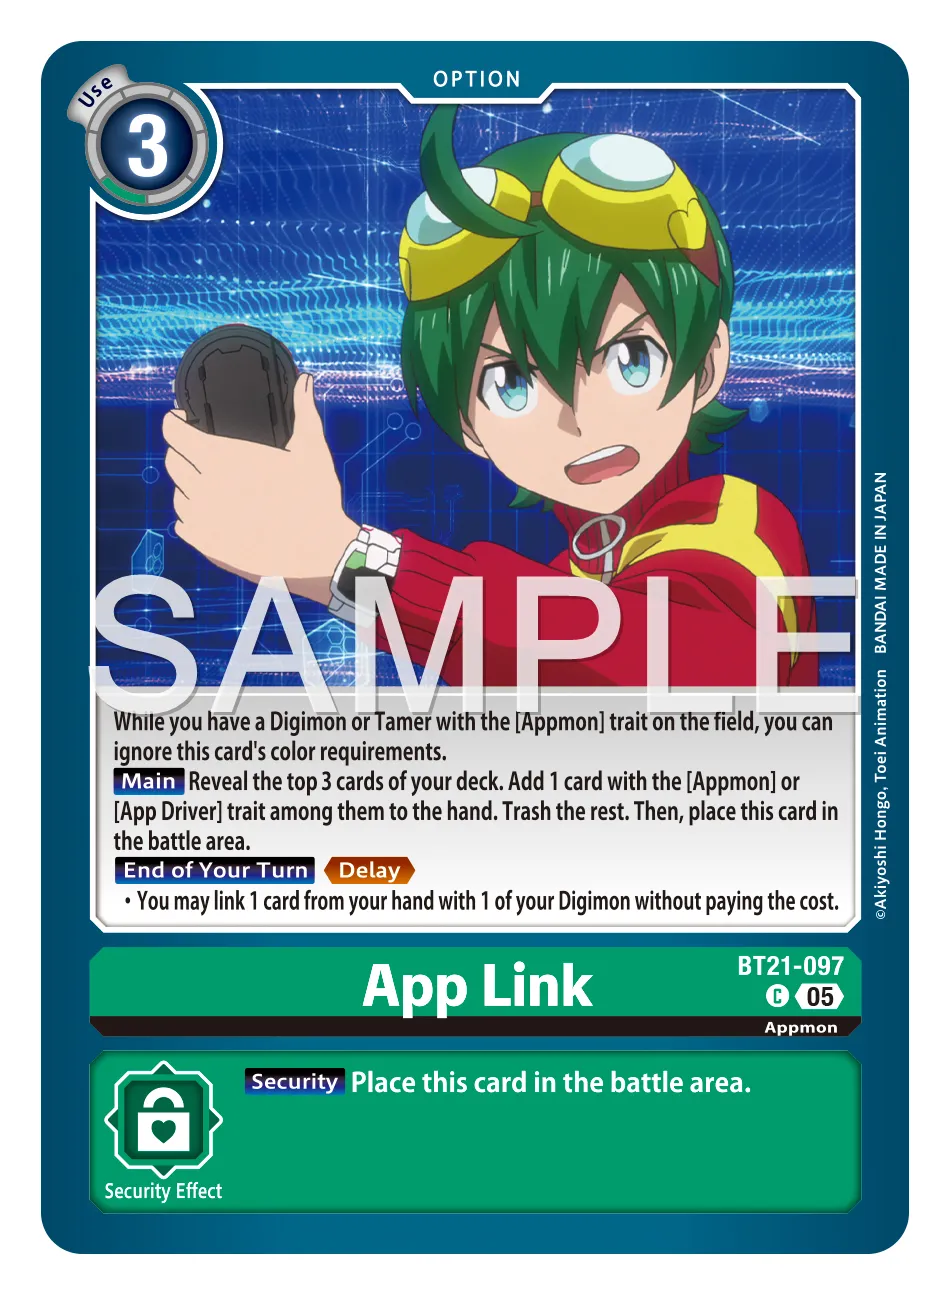 OPTION
Use
3
SAMPLE
While you have a Digimon or Tamer with the [Appmon] trait on the field, you can
ignore this card's color requirements.
Main Reveal the top 3 cards of your deck. Add 1 card with the [Appmon] or
[App Driver] trait among them to the hand. Trash the rest. Then, place this card in
the battle area.
End of Your Turn Delay
・You may link 1 card from your hand with 1 of your Digimon without paying the cost.
©Akiyoshi Hongo, Toei Animation BANDAI MADE IN JAPAN
App Link
BT21-097
C 05
Appmon
Security Place this card in the battle area.
Security Effect